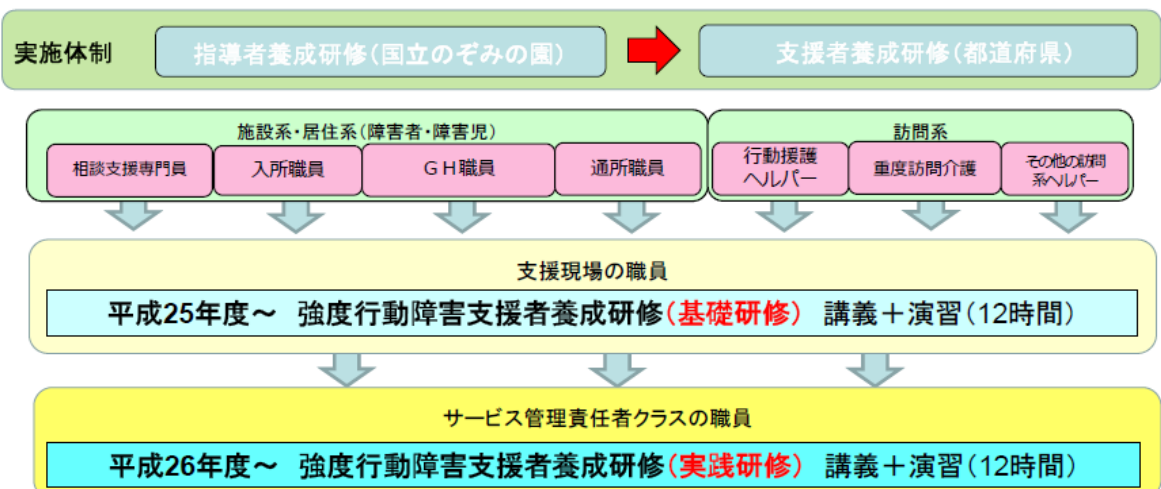 実施体制
指導者養成研修(国立のぞみの園)
支援者養成研修(都道府県)
施設系・居住系(障害者・障害児)
訪問系
相談支援専門員
入所職員
GH職員
通所職員
行動援護
ヘルパー
重度訪問介護
その他の訪問
系ヘルパー
支援現場の職員
平成25年度～ 強度行動障害支援者養成研修(基礎研修) 講義＋演習(12時間)
サービス管理責任者クラスの職員
平成26年度～ 強度行動障害支援者養成研修(実践研修) 講義＋演習(12時間)